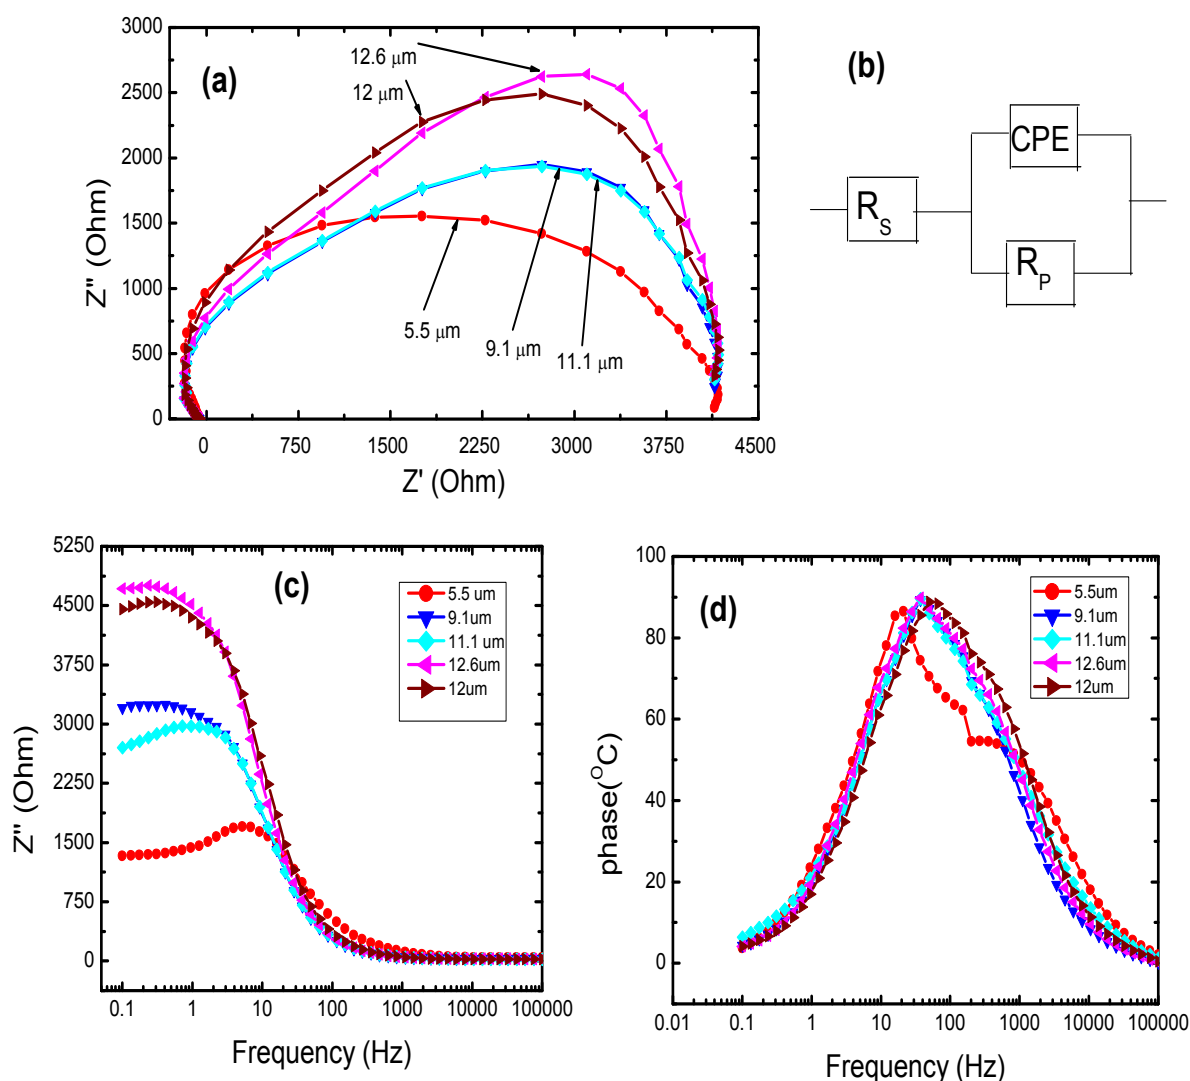 (a)
3000
2500
2000
1500
1000
500
0
Z" (Ohm)
12.6 μm
12 μm
5.5 μm
9.1 μm
11.1 μm
0 750 1500 2250 3000 3750 4500
Z' (Ohm)
(b)
CPE
R_S
R_P
(c)
5250
4500
3750
3000
2250
1500
750
0
Z" (Ohm)
5.5 um
9.1um
11.1 um
12.6um
12um
0.1 1 10 100 1000 10000 100000
Frequency (Hz)
(d)
100
80
60
40
20
0
phase(^OC)
5.5um
9.1um
11.1um
12.6um
12um
0.01 0.1 1 10 100 1000 10000 100000
Frequency (Hz)